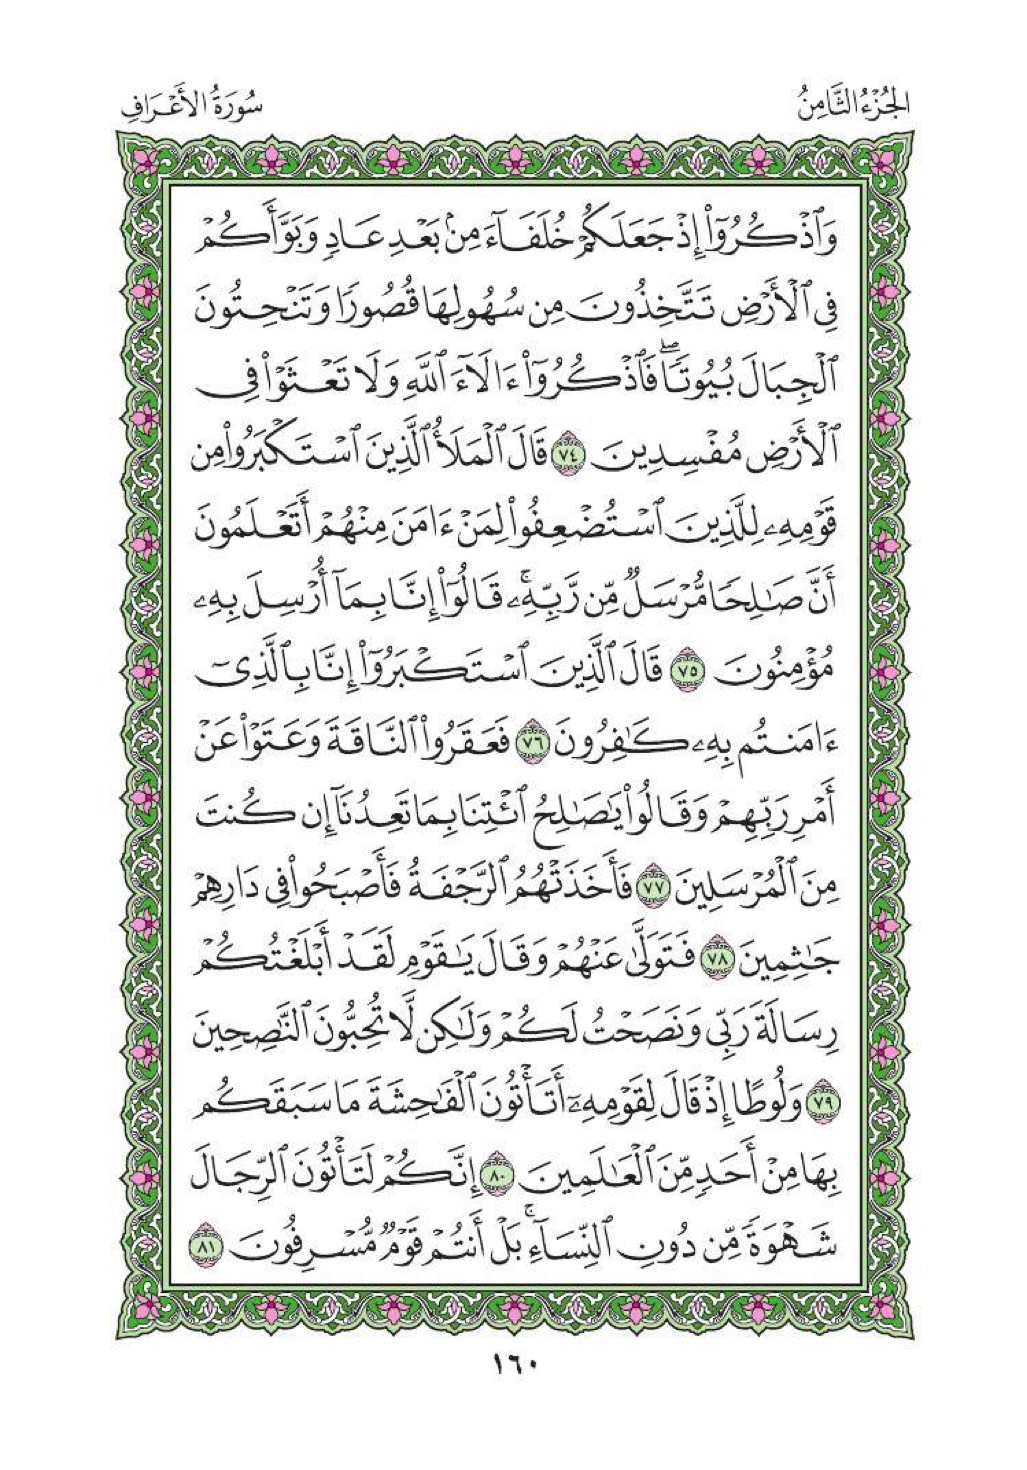 الجُزْءُ الثَّامِنُ
سُورَةُ الأَعْرَافِ
وَٱذْكُرُوٓا۟ إِذْ جَعَلَكُمْ خُلَفَآءَ مِنۢ بَعْدِ عَادٍ وَبَوَّأَكُمْ
فِى ٱلْأَرْضِ تَتَّخِذُونَ مِن سُهُولِهَا قُصُورًا وَتَنْحِتُونَ
ٱلْجِبَالَ بُيُوتًا ۖ فَٱذْكُرُوٓا۟ ءَالَآءَ ٱللَّهِ وَلَا تَعْثَوْا۟ فِى
ٱلْأَرْضِ مُفْسِدِينَ ٧٤ قَالَ ٱلْمَلَأُ ٱلَّذِينَ ٱسْتَكْبَرُوا۟ مِن
قَوْمِهِۦ لِلَّذِينَ ٱسْتُضْعِفُوا۟ لِمَنْ ءَامَنَ مِنْهُمْ أَتَعْلَمُونَ
أَنَّ صَـٰلِحًا مُّرْسَلٌ مِّن رَّبِّهِۦ ۚ قَالُوٓا۟ إِنَّا بِمَآ أُرْسِلَ بِهِۦ
مُؤْمِنُونَ ٧٥ قَالَ ٱلَّذِينَ ٱسْتَكْبَرُوٓا۟ إِنَّا بِٱلَّذِىٓ
ءَامَنتُم بِهِۦ كَـٰفِرُونَ ٧٦ فَعَقَرُوا۟ ٱلنَّاقَةَ وَعَتَوْا۟ عَنْ
أَمْرِ رَبِّهِمْ وَقَالُوا۟ يَـٰصَـٰلِحُ ٱئْتِنَا بِمَا تَعِدُنَآ إِن كُنتَ
مِنَ ٱلْمُرْسَلِينَ ٧٧ فَأَخَذَتْهُمُ ٱلرَّجْفَةُ فَأَصْبَحُوا۟ فِى دَارِهِمْ
جَـٰثِمِينَ ٧٨ فَتَوَلَّىٰ عَنْهُمْ وَقَالَ يَـٰقَوْمِ لَقَدْ أَبْلَغْتُكُمْ
رِسَالَةَ رَبِّى وَنَصَحْتُ لَكُمْ وَلَـٰكِن لَّا تُحِبُّونَ ٱلنَّـٰصِحِينَ
٧٩ وَلُوطًا إِذْ قَالَ لِقَوْمِهِۦٓ أَتَأْتُونَ ٱلْفَـٰحِشَةَ مَا سَبَقَكُم
بِهَا مِنْ أَحَدٍ مِّنَ ٱلْعَـٰلَمِينَ ٨٠ إِنَّكُمْ لَتَأْتُونَ ٱلرِّجَالَ
شَهْوَةً مِّن دُونِ ٱلنِّسَآءِ ۚ بَلْ أَنتُمْ قَوْمٌ مُّسْرِفُونَ ٨١
١٦٠